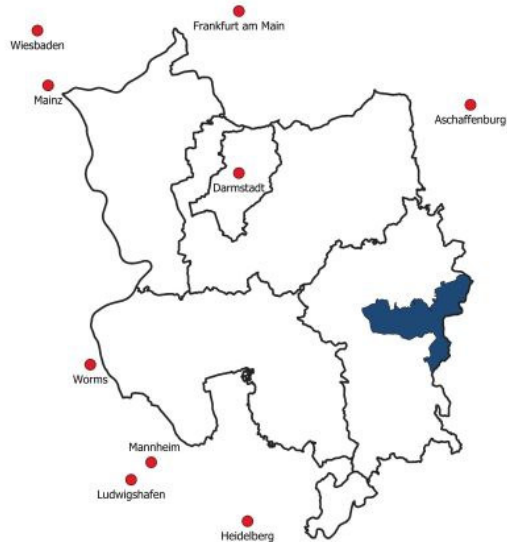 Frankfurt am Main
Wiesbaden
Mainz
Aschaffenburg
Darmstadt
Worms
Mannheim
Ludwigshafen
Heidelberg